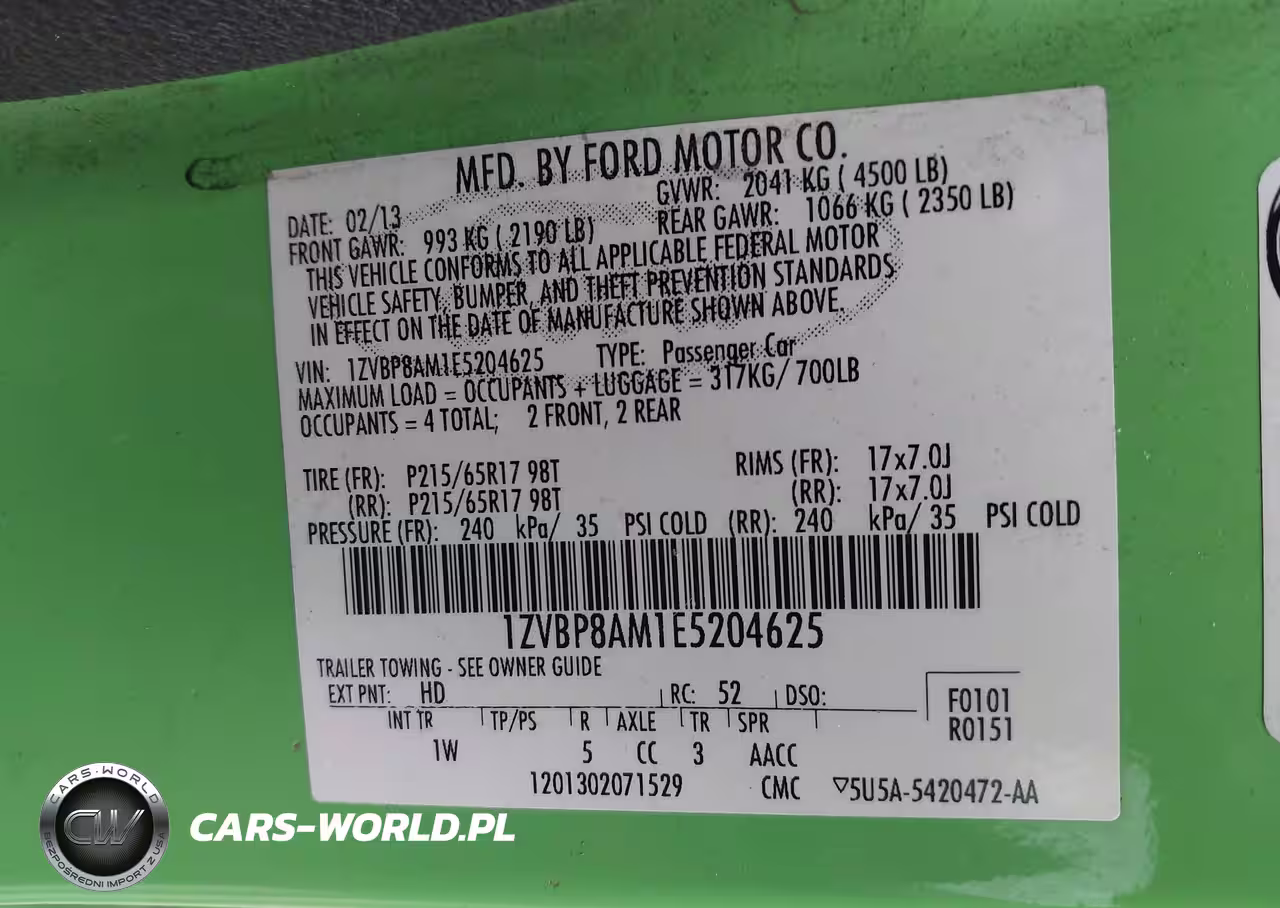 MFD. BY FORD MOTOR CO.
DATE: 02/13 GVWR: 2041 KG ( 4500 LB)
FRONT GAWR: 993 KG ( 2190 LB) REAR GAWR: 1066 KG ( 2350 LB)
THIS VEHICLE CONFORMS TO ALL APPLICABLE FEDERAL MOTOR
VEHICLE SAFETY, BUMPER, AND THEFT PREVENTION STANDARDS
IN EFFECT ON THE DATE OF MANUFACTURE SHOWN ABOVE.
VIN: 1ZVBP8AM1E5204625 TYPE: Passenger Car
MAXIMUM LOAD = OCCUPANTS + LUGGAGE = 317KG/ 700LB
OCCUPANTS = 4 TOTAL; 2 FRONT, 2 REAR
TIRE (FR): P215/65R17 98T RIMS (FR): 17x7.0J
(RR): P215/65R17 98T (RR): 17x7.0J
PRESSURE (FR): 240 kPa/ 35 PSI COLD (RR): 240 kPa/ 35 PSI COLD
1ZVBP8AM1E5204625
TRAILER TOWING - SEE OWNER GUIDE
EXT PNT: HD RC: 52 DSO: F0101
INT TR TP/PS R AXLE TR SPR R0151
1W 5 CC 3 AACC
1201302071529 CMC ▽5U5A-5420472-AA
CARS-WORLD
CW
BEZPOŚREDNI IMPORT Z USA
CARS-WORLD.PL